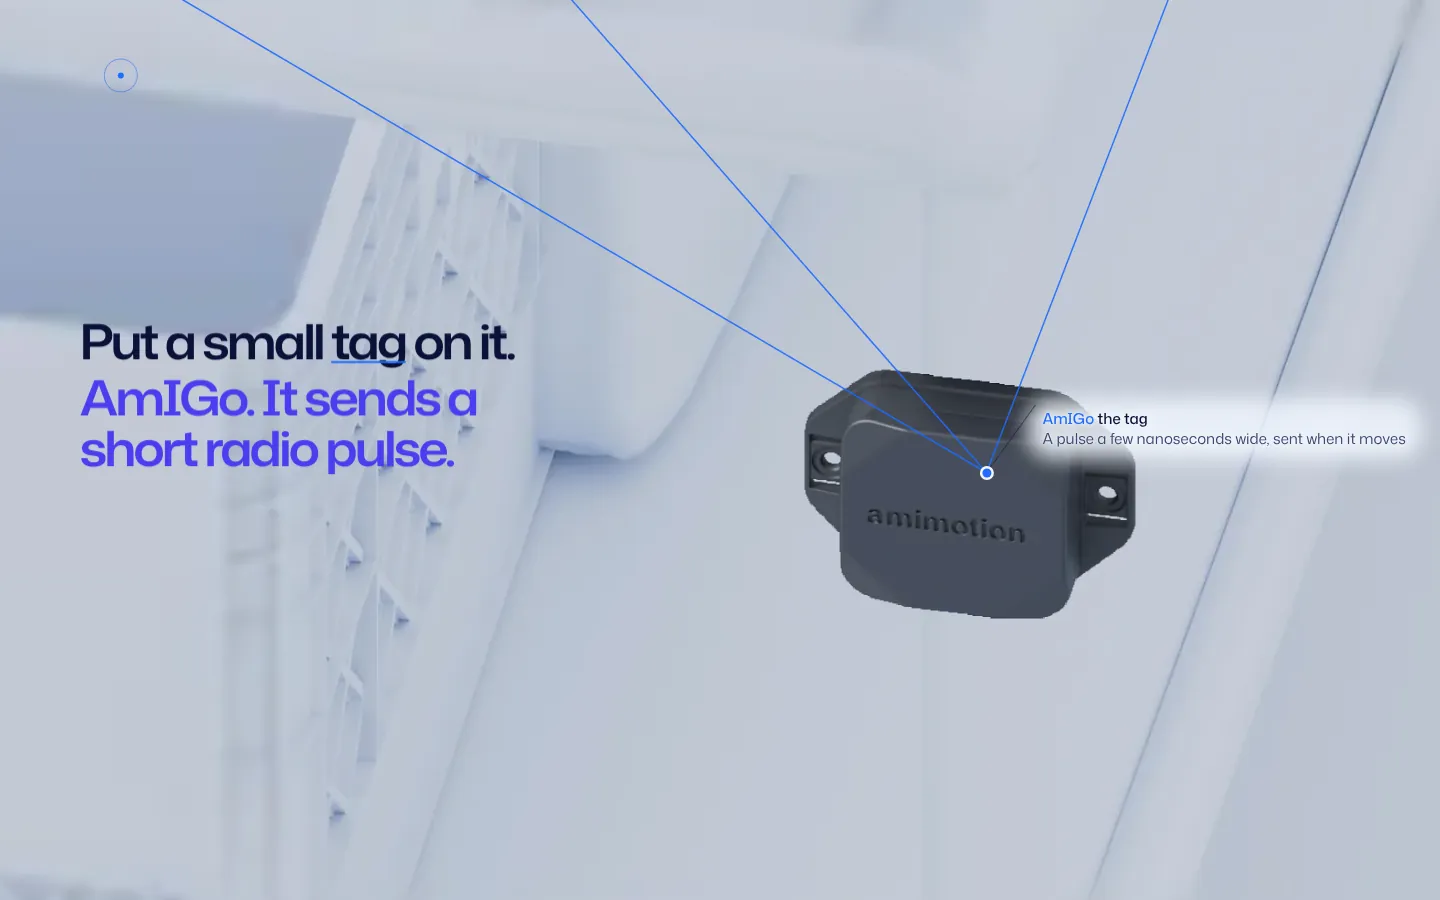 Put a small tag on it.
AmIGo. It sends a
short radio pulse.
AmIGo the tag
A pulse a few nanoseconds wide, sent when it moves
amimotion